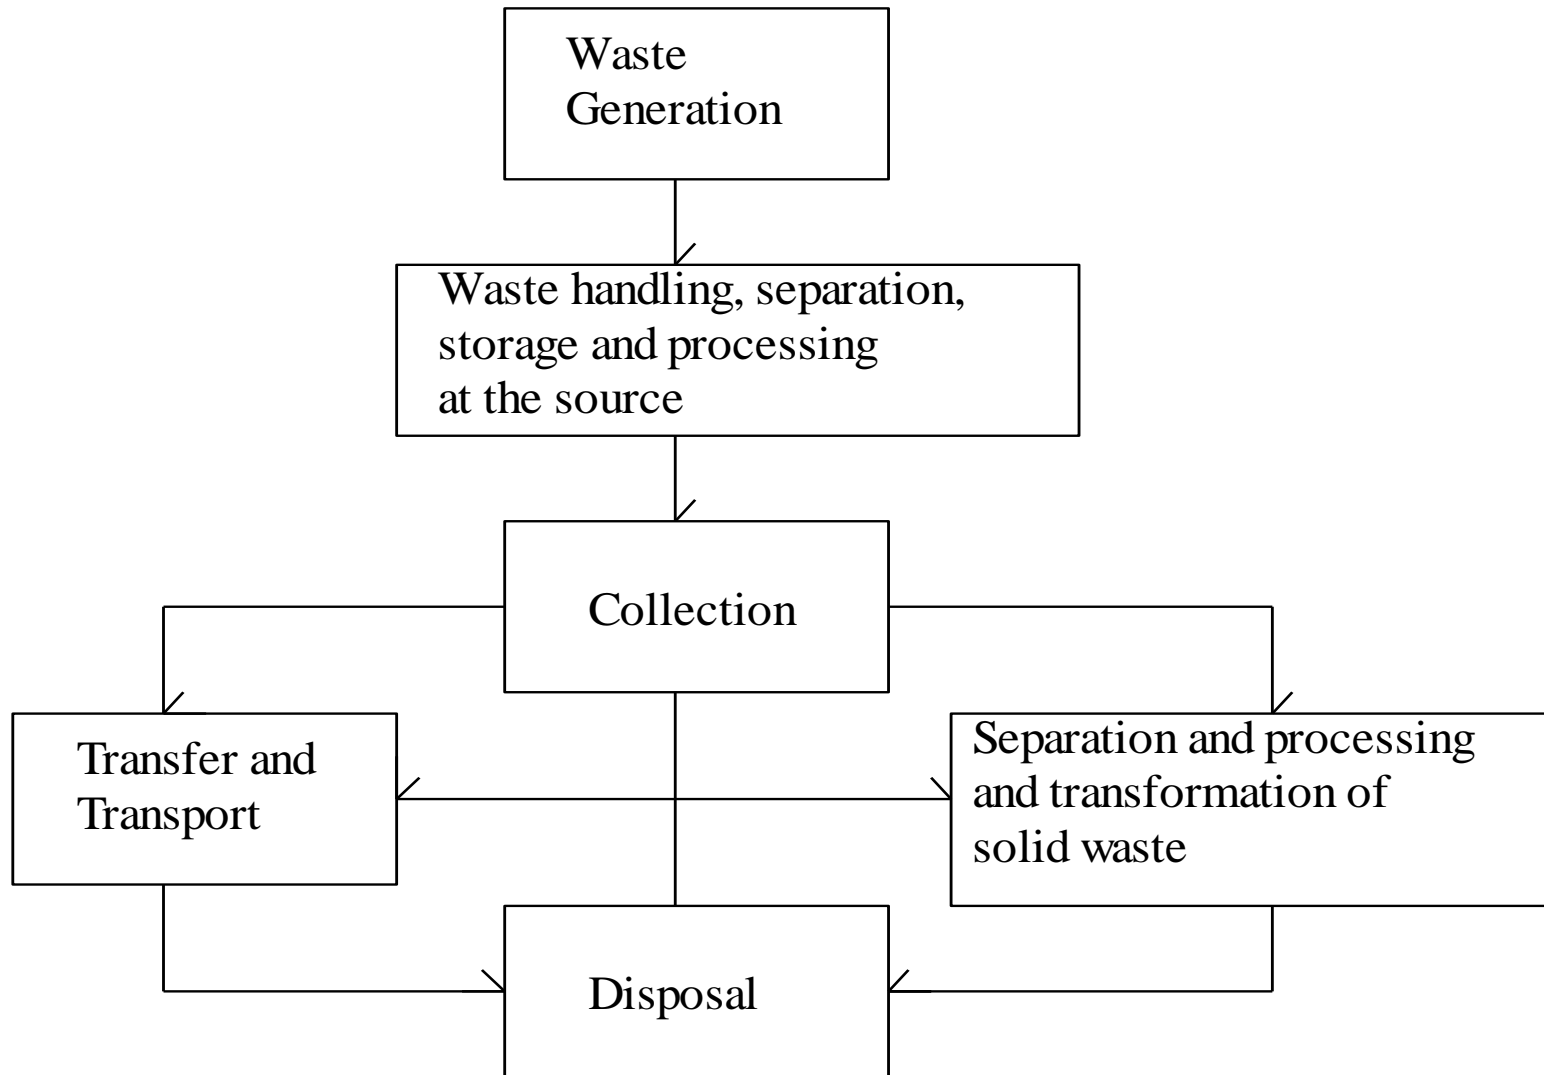 Waste
Generation
Waste handling, separation,
storage and processing
at the source
Collection
Transfer and
Transport
Separation and processing
and transformation of
solid waste
Disposal